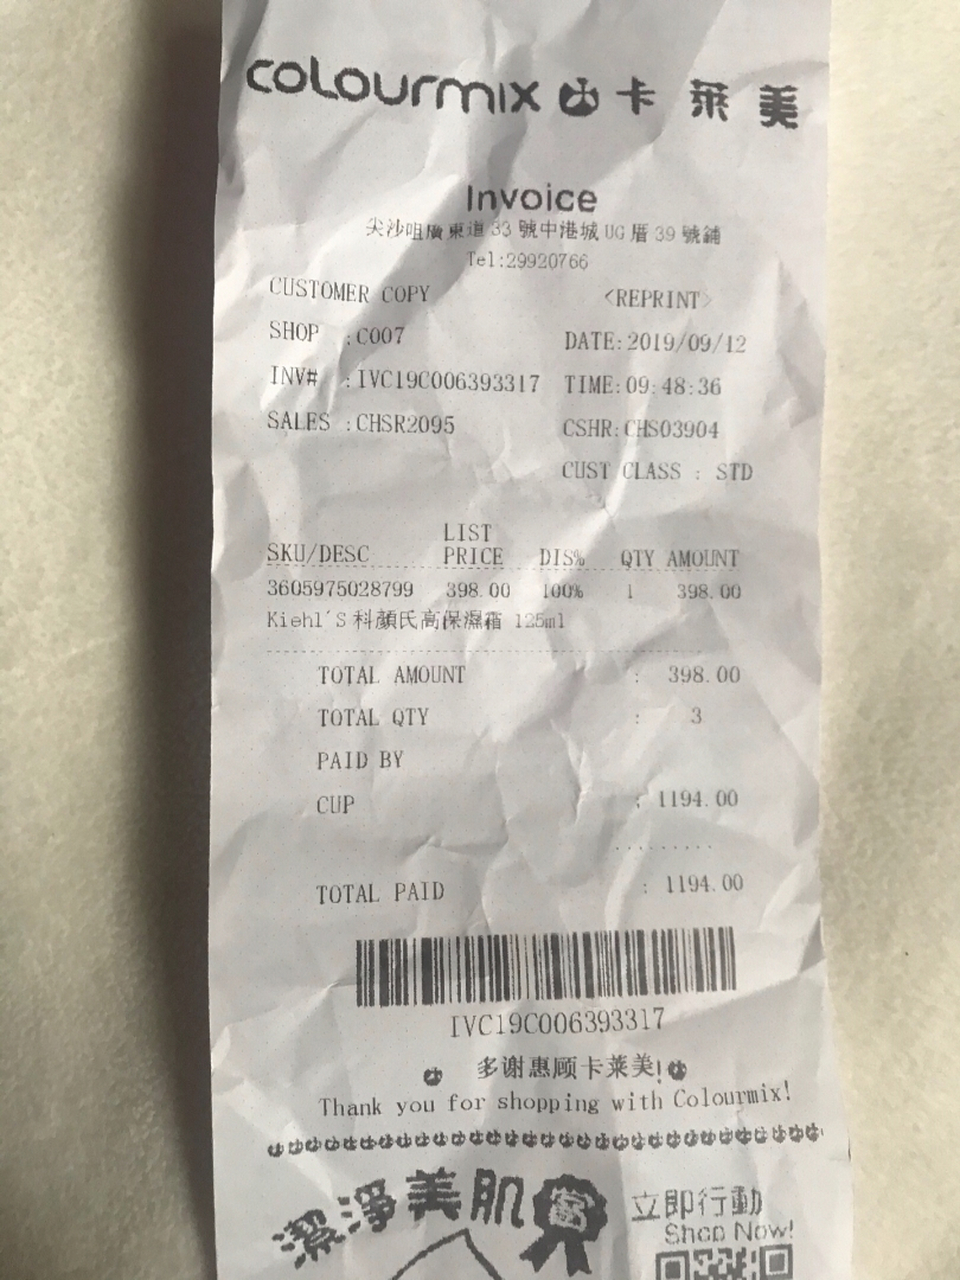 colourmix 卡 莱 美
Invoice
尖沙咀廣東道 33 號中港城 UG 厝 39 號鋪
Tel:29920766
CUSTOMER COPY <REPRINT>
SHOP :C007 DATE:2019/09/12
INV# :IVC19C006393317 TIME:09:48:36
SALES :CHSR2095 CSHR:CHS03904
CUST CLASS : STD
LIST
SKU/DESC PRICE DIS% QTY AMOUNT
3605975028799 398.00 100% 1 398.00
Kiehl'S 科顏氏高保濕霜 125ml
TOTAL AMOUNT : 398.00
TOTAL QTY : 3
PAID BY
CUP : 1194.00
TOTAL PAID : 1194.00
IVC19C006393317
多谢惠顾卡莱美!
Thank you for shopping with Colourmix!
潔淨美肌賞 立即行動
Shop Now!